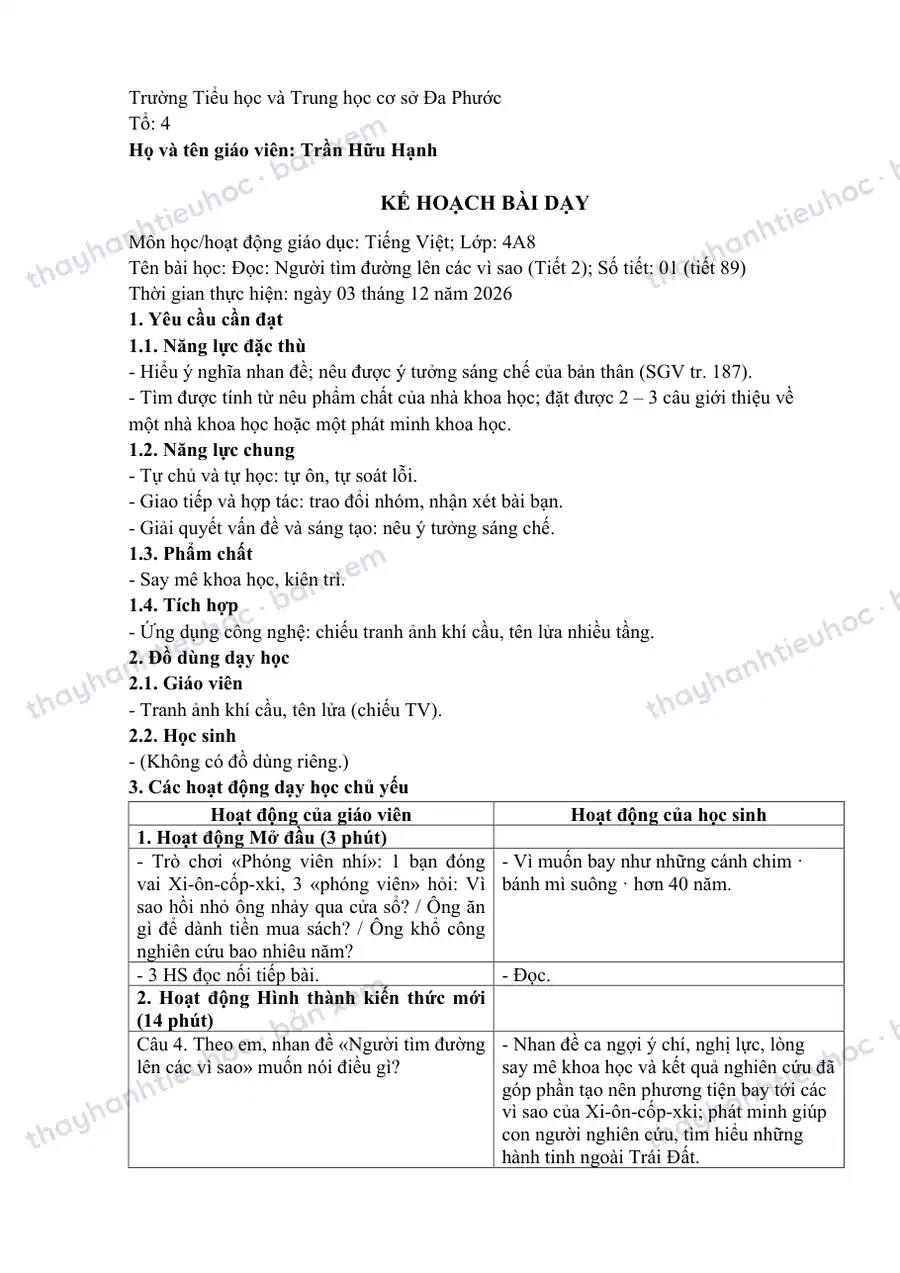 Trường Tiểu học và Trung học cơ sở Đa Phước
Tổ: 4
Họ và tên giáo viên: Trần Hữu Hạnh
KẾ HOẠCH BÀI DẠY
Môn học/hoạt động giáo dục: Tiếng Việt; Lớp: 4A8
Tên bài học: Đọc: Người tìm đường lên các vì sao (Tiết 2); Số tiết: 01 (tiết 89)
Thời gian thực hiện: ngày 03 tháng 12 năm 2026
1. Yêu cầu cần đạt
1.1. Năng lực đặc thù
- Hiểu ý nghĩa nhan đề; nêu được ý tưởng sáng chế của bản thân (SGV tr. 187).
- Tìm được tính từ nêu phẩm chất của nhà khoa học; đặt được 2 – 3 câu giới thiệu về
một nhà khoa học hoặc một phát minh khoa học.
1.2. Năng lực chung
- Tự chủ và tự học: tự ôn, tự soát lỗi.
- Giao tiếp và hợp tác: trao đổi nhóm, nhận xét bài bạn.
- Giải quyết vấn đề và sáng tạo: nêu ý tưởng sáng chế.
1.3. Phẩm chất
- Say mê khoa học, kiên trì.
1.4. Tích hợp
- Ứng dụng công nghệ: chiếu tranh ảnh khí cầu, tên lửa nhiều tầng.
2. Đồ dùng dạy học
2.1. Giáo viên
- Tranh ảnh khí cầu, tên lửa (chiếu TV).
2.2. Học sinh
- (Không có đồ dùng riêng.)
3. Các hoạt động dạy học chủ yếu
Hoạt động của giáo viên
Hoạt động của học sinh
1. Hoạt động Mở đầu (3 phút)
- Trò chơi «Phóng viên nhí»: 1 bạn đóng
vai Xi-ôn-cốp-xki, 3 «phóng viên» hỏi: Vì
sao hồi nhỏ ông nhảy qua cửa sổ? / Ông ăn
gì để dành tiền mua sách? / Ông khổ công
nghiên cứu bao nhiêu năm?
- Vì muốn bay như những cánh chim ·
bánh mì suông · hơn 40 năm.
- 3 HS đọc nối tiếp bài.
- Đọc.
2. Hoạt động Hình thành kiến thức mới
(14 phút)
Câu 4. Theo em, nhan đề «Người tìm đường
lên các vì sao» muốn nói điều gì?
- Nhan đề ca ngợi ý chí, nghị lực, lòng
say mê khoa học và kết quả nghiên cứu đã
góp phần tạo nên phương tiện bay tới các
vì sao của Xi-ôn-cốp-xki; phát minh giúp
con người nghiên cứu, tìm hiểu những
hành tinh ngoài Trái Đất.
thayhanhtieuhoc · bản xem
thayhanhtieuhoc · b
thayhanhtieuhoc · bản xem
thayhanhtieuhoc · b
thayhanhtieuhoc · bản xem
thayhanhtieuhoc · b